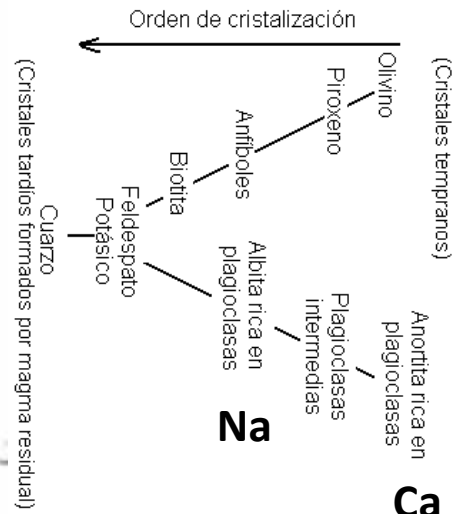 Orden de cristalización
(Cristales tempranos)
Olivino
Piroxeno
Anfíboles
Biotita
Feldespato
Potásico
Cuarzo
(Cristales tardíos formados por magma residual)
Anortita rica en
plagioclasas
Plagioclasas
intermedias
Albita rica en
plagioclasas
Na
Ca